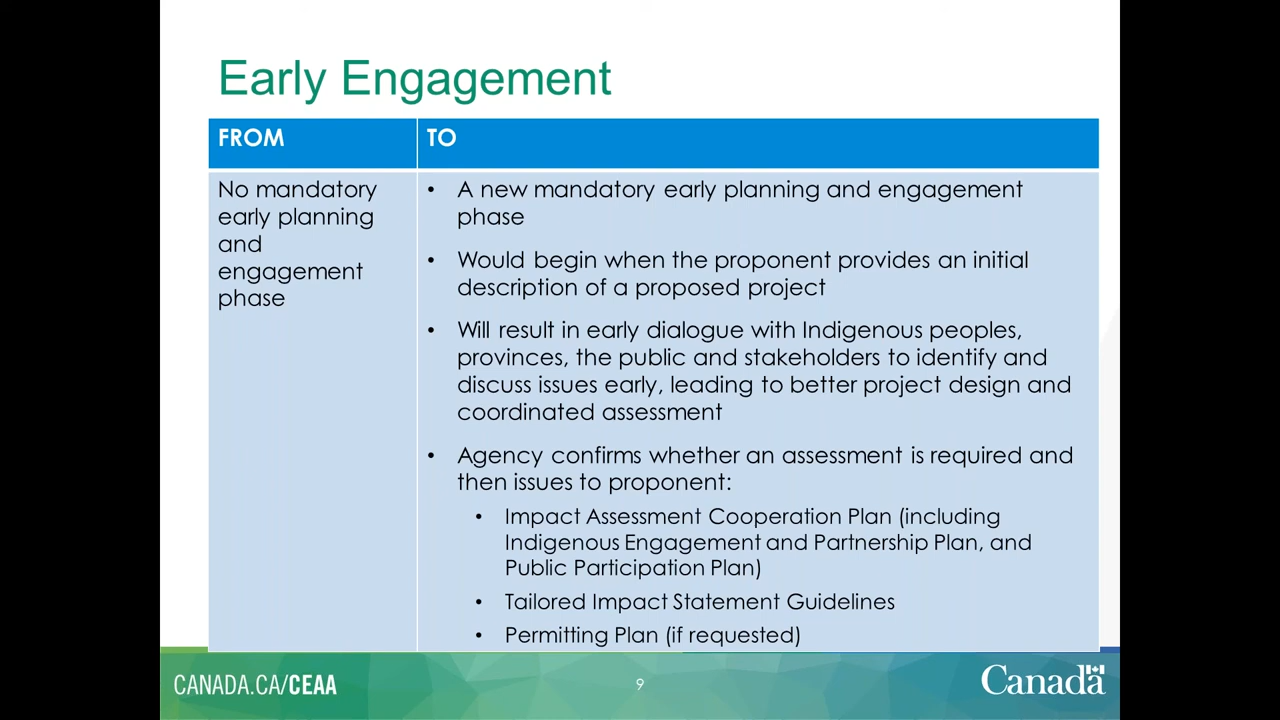 Early Engagement
FROM
TO
No mandatory
early planning
and
engagement
phase
• A new mandatory early planning and engagement
phase
• Would begin when the proponent provides an initial
description of a proposed project
• Will result in early dialogue with Indigenous peoples,
provinces, the public and stakeholders to identify and
discuss issues early, leading to better project design and
coordinated assessment
• Agency confirms whether an assessment is required and
then issues to proponent:
• Impact Assessment Cooperation Plan (including
Indigenous Engagement and Partnership Plan, and
Public Participation Plan)
• Tailored Impact Statement Guidelines
• Permitting Plan (if requested)
CANADA.CA/CEAA
9
Canada